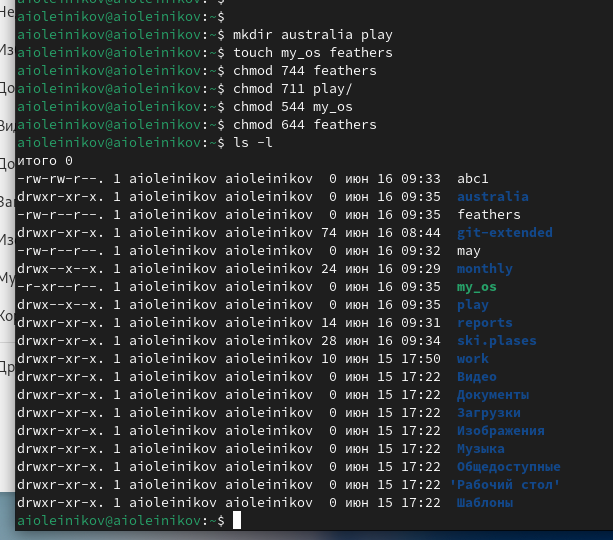 aioleinikov@aioleinikov:~$
aioleinikov@aioleinikov:~$ mkdir australia play
aioleinikov@aioleinikov:~$ touch my_os feathers
aioleinikov@aioleinikov:~$ chmod 744 feathers
aioleinikov@aioleinikov:~$ chmod 711 play/
aioleinikov@aioleinikov:~$ chmod 544 my_os
aioleinikov@aioleinikov:~$ chmod 644 feathers
aioleinikov@aioleinikov:~$ ls -l
итого 0
-rw-rw-r--. 1 aioleinikov aioleinikov  0 июн 16 09:33  abc1
drwxr-xr-x. 1 aioleinikov aioleinikov  0 июн 16 09:35  australia
-rw-r--r--. 1 aioleinikov aioleinikov  0 июн 16 09:35  feathers
drwxr-xr-x. 1 aioleinikov aioleinikov 74 июн 16 08:44  git-extended
-rw-r--r--. 1 aioleinikov aioleinikov  0 июн 16 09:32  may
drwx--x--x. 1 aioleinikov aioleinikov 24 июн 16 09:29  monthly
-r-xr--r--. 1 aioleinikov aioleinikov  0 июн 16 09:35  my_os
drwx--x--x. 1 aioleinikov aioleinikov  0 июн 16 09:35  play
drwxr-xr-x. 1 aioleinikov aioleinikov 14 июн 16 09:31  reports
drwxr-xr-x. 1 aioleinikov aioleinikov 28 июн 16 09:34  ski.plases
drwxr-xr-x. 1 aioleinikov aioleinikov 10 июн 15 17:50  work
drwxr-xr-x. 1 aioleinikov aioleinikov  0 июн 15 17:22  Видео
drwxr-xr-x. 1 aioleinikov aioleinikov  0 июн 15 17:22  Документы
drwxr-xr-x. 1 aioleinikov aioleinikov  0 июн 15 17:22  Загрузки
drwxr-xr-x. 1 aioleinikov aioleinikov  0 июн 15 17:22  Изображения
drwxr-xr-x. 1 aioleinikov aioleinikov  0 июн 15 17:22  Музыка
drwxr-xr-x. 1 aioleinikov aioleinikov  0 июн 15 17:22  Общедоступные
drwxr-xr-x. 1 aioleinikov aioleinikov  0 июн 15 17:22 'Рабочий стол'
drwxr-xr-x. 1 aioleinikov aioleinikov  0 июн 15 17:22  Шаблоны
aioleinikov@aioleinikov:~$